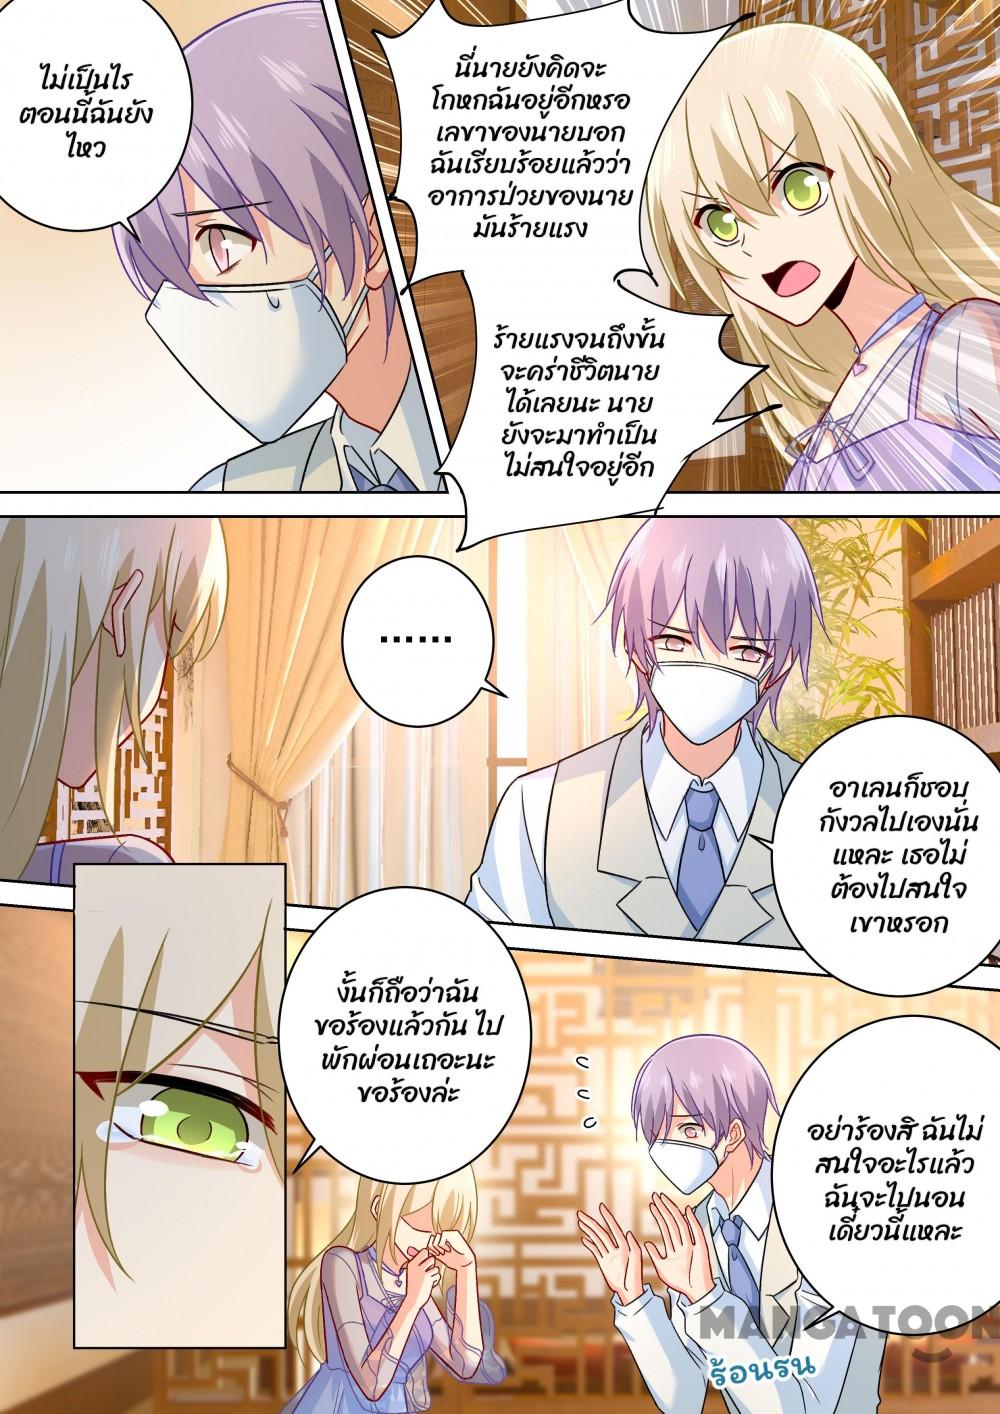 ไม่เป็นไร
ตอนนี้ฉันยัง
ไหว
นี่นายยังคิดจะ
โกหกฉันอยู่อีกหรอ
เลขาของนายบอก
ฉันเรียบร้อยแล้วว่า
อาการป่วยของนาย
มันร้ายแรง
ร้ายแรงจนถึงขั้น
จะคร่าชีวิตนาย
ได้เลยนะ นาย
ยังจะมาทำเป็น
ไม่สนใจอยู่อีก
......
อาเลนก็ชอบ
กังวลไปเองนั่น
แหละ เธอไม่
ต้องไปสนใจ
เขาหรอก
งั้นก็ถือว่าฉัน
ขอร้องแล้วกัน ไป
พักผ่อนเถอะนะ
ขอร้องล่ะ
อย่าร้องสิ ฉันไม่
สนใจอะไรแล้ว
ฉันจะไปนอน
เดี๋ยวนี้แหละ
ร้อนรน
MANGATOON